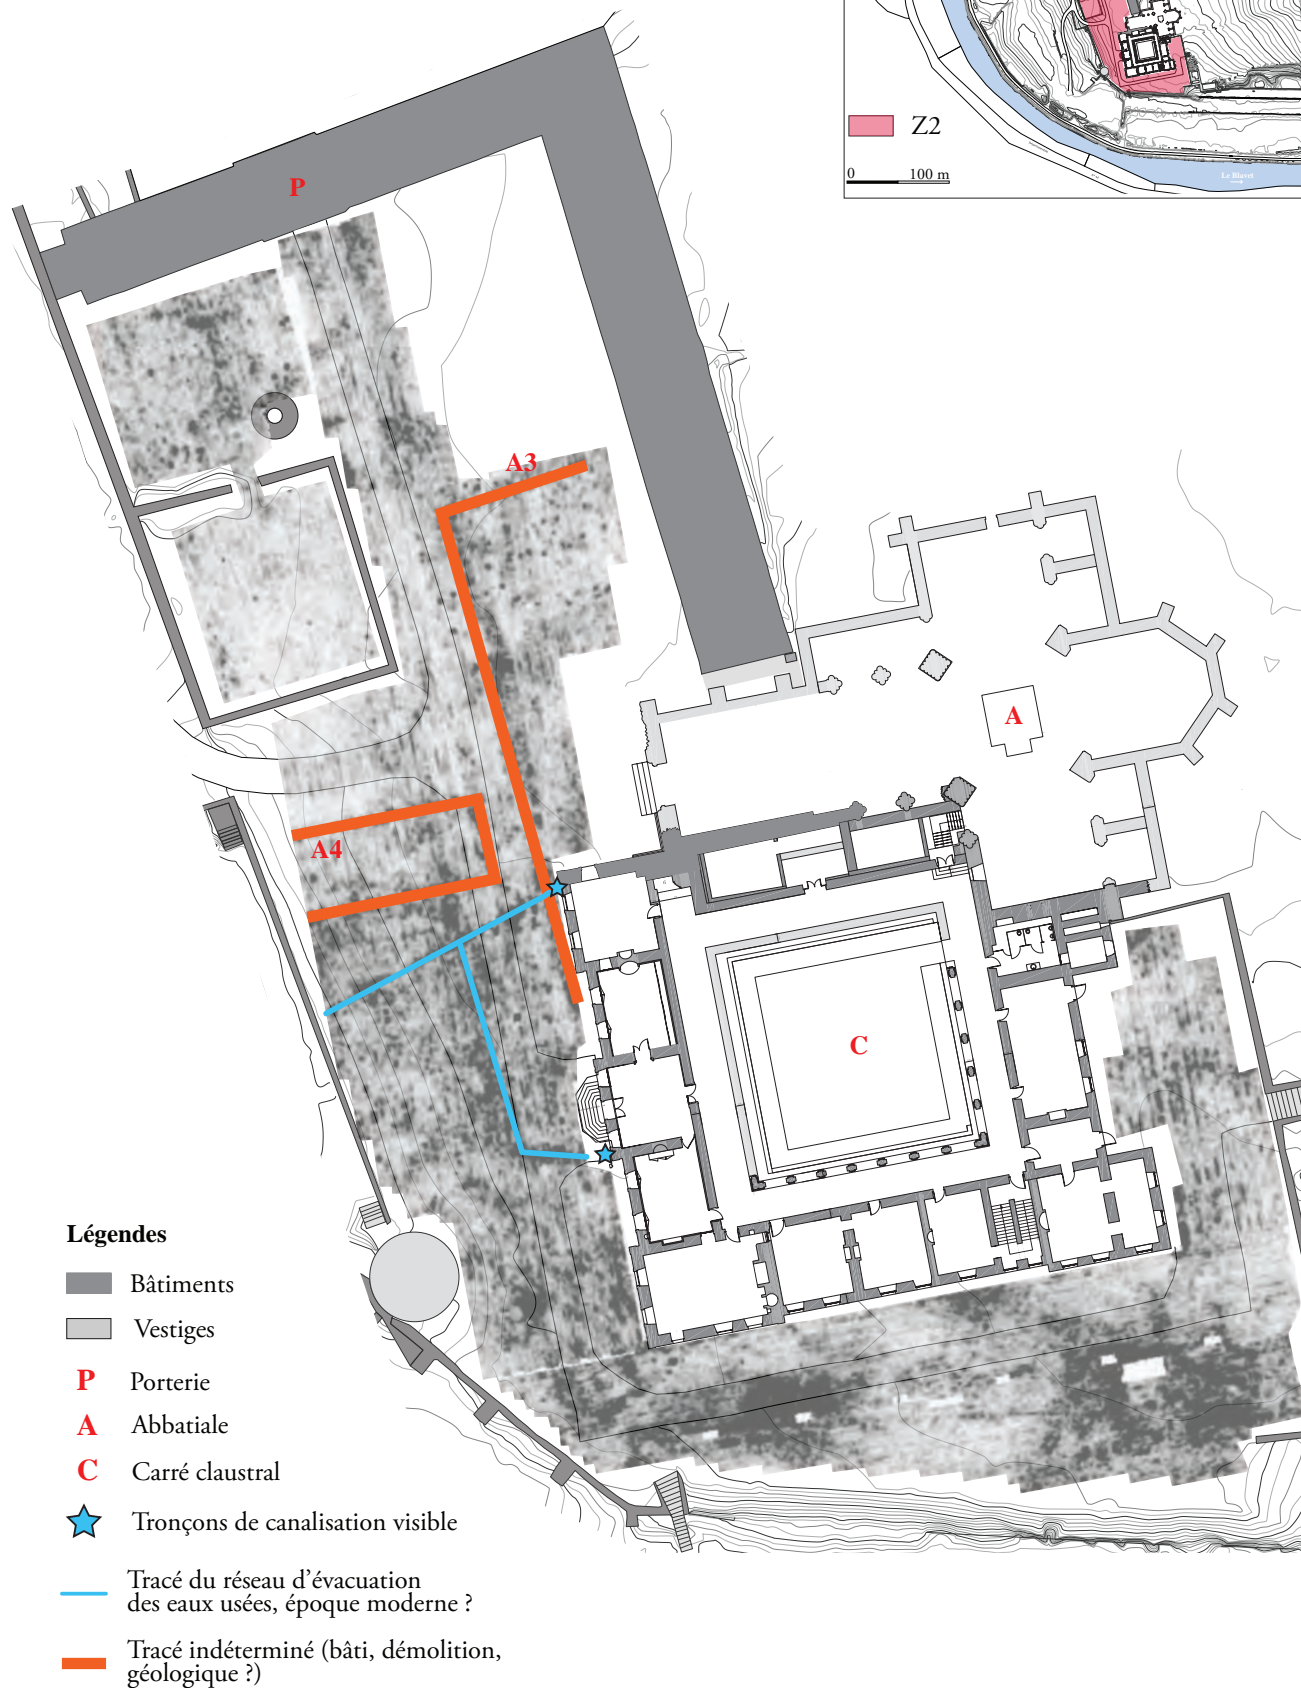 Z2
0 100 m
Le Blavet
P
A3
A
A4
C
Légendes
Bâtiments
Vestiges
P Porterie
A Abbatiale
C Carré claustral
Tronçons de canalisation visible
Tracé du réseau d'évacuation
des eaux usées, époque moderne ?
Tracé indéterminé (bâti, démolition,
géologique ?)